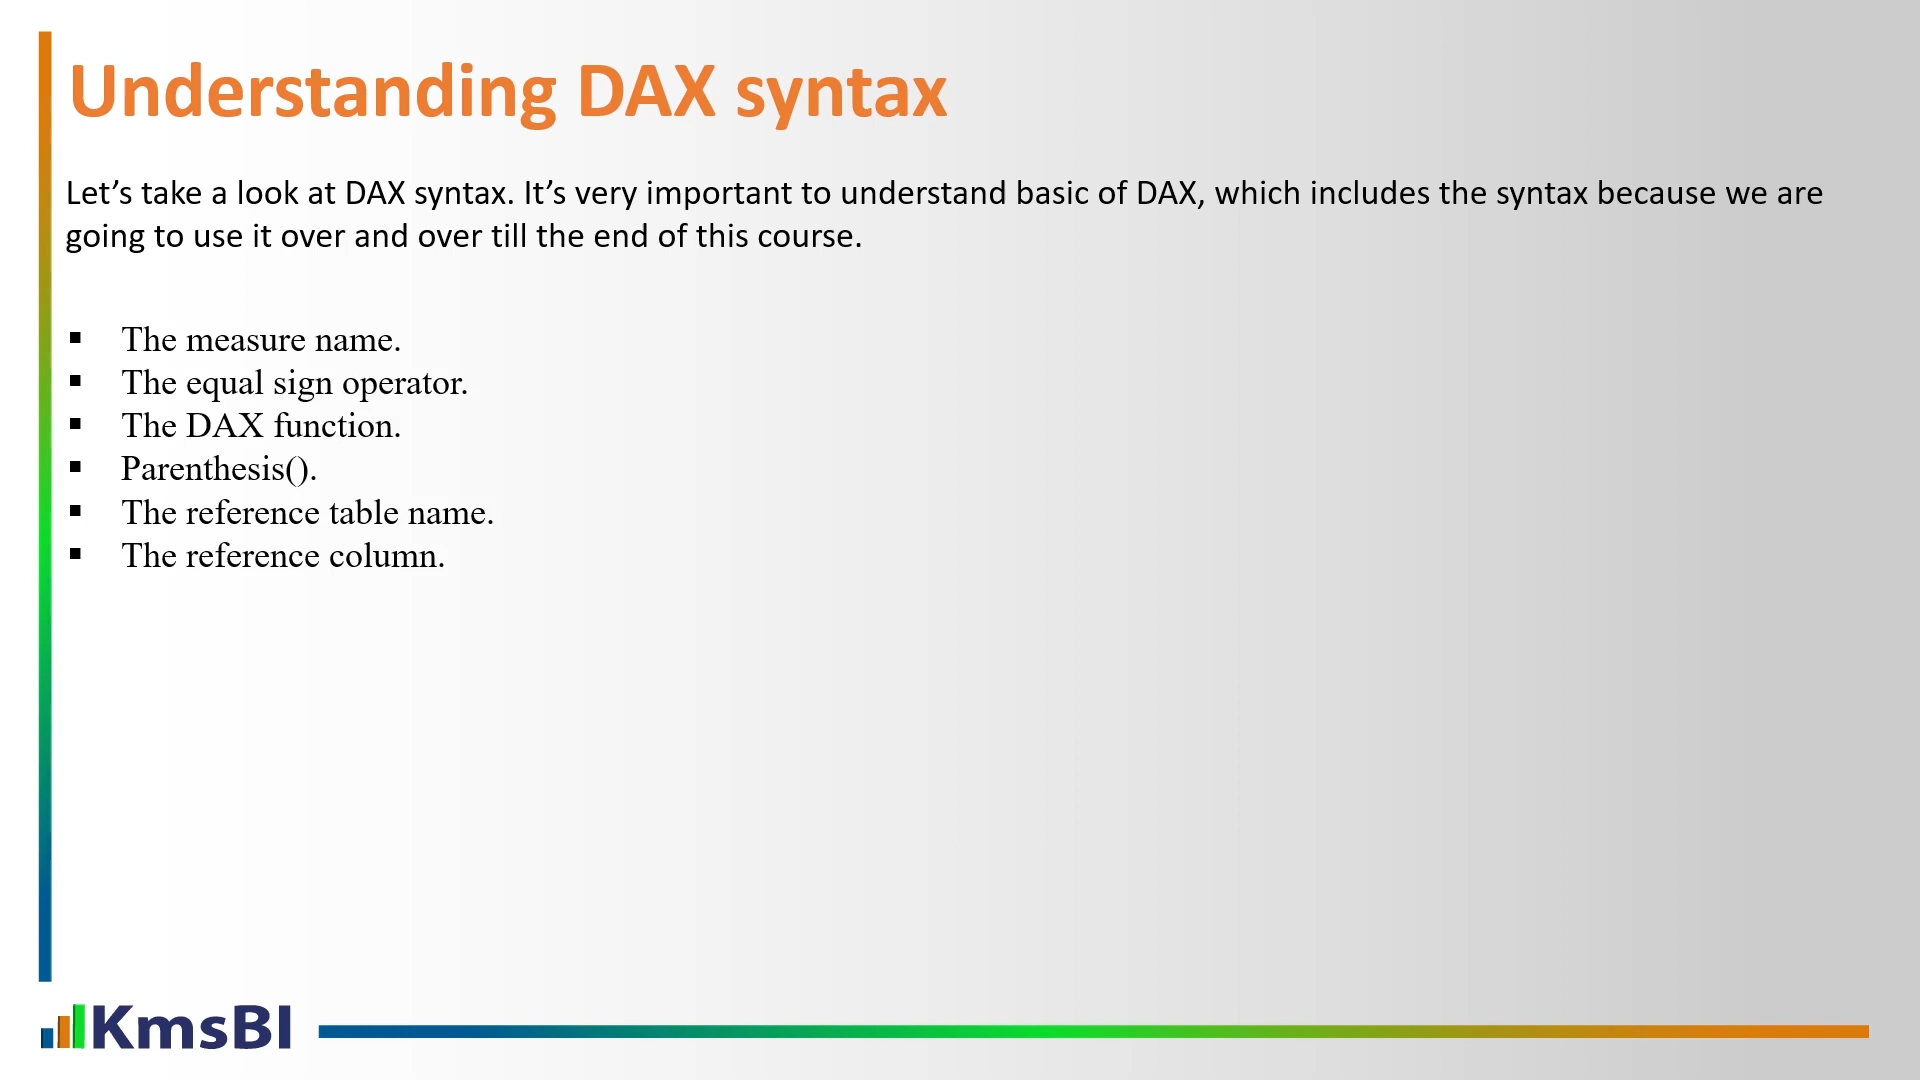 Understanding DAX syntax
Let’s take a look at DAX syntax. It’s very important to understand basic of DAX, which includes the syntax because we are
going to use it over and over till the end of this course.
▪ The measure name.
▪ The equal sign operator.
▪ The DAX function.
▪ Parenthesis().
▪ The reference table name.
▪ The reference column.
KmsBI